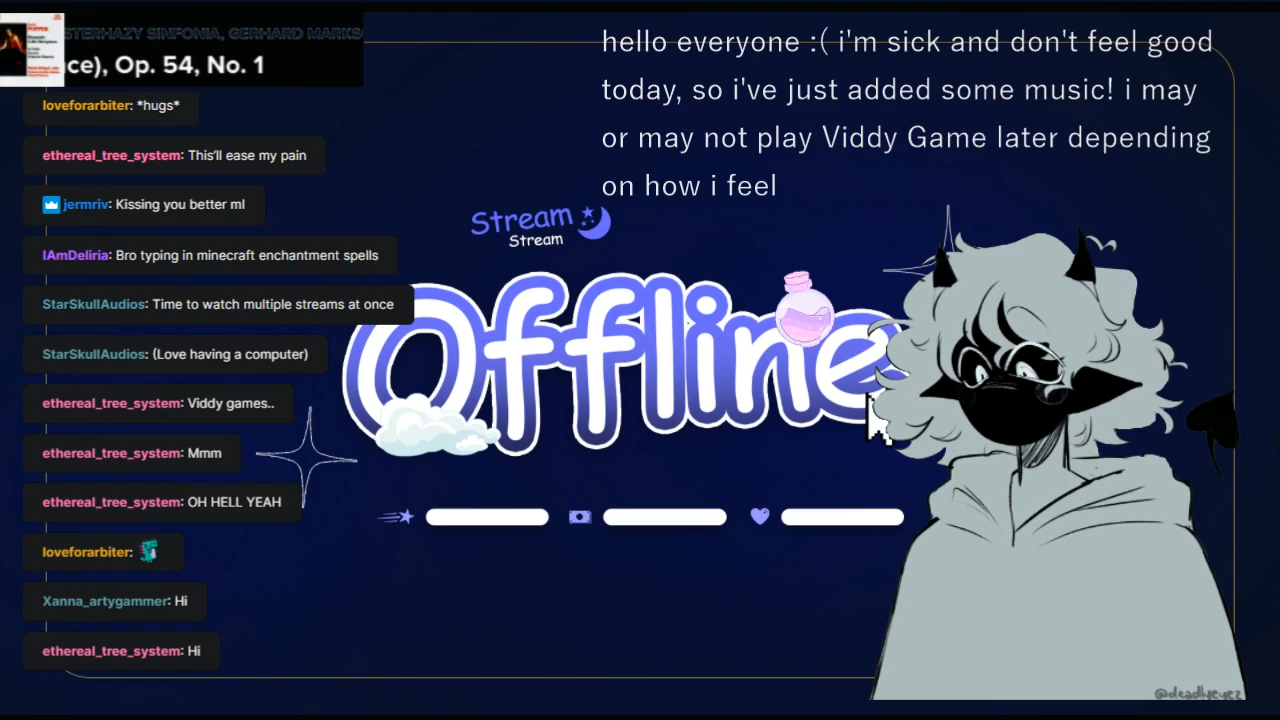 STERHAZY SINFONIA, GERHARD MARKS
ce), Op. 54, No. 1
hello everyone :( i'm sick and don't feel good
today, so i've just added some music! i may
or may not play Viddy Game later depending
on how i feel
loveforarbiter: *hugs*
ethereal_tree_system: This'll ease my pain
jermriv: Kissing you better ml
IAmDeliria: Bro typing in minecraft enchantment spells
StarSkullAudios: Time to watch multiple streams at once
StarSkullAudios: (Love having a computer)
ethereal_tree_system: Viddy games..
ethereal_tree_system: Mmm
ethereal_tree_system: OH HELL YEAH
loveforarbiter:
Xanna_artygammer: Hi
ethereal_tree_system: Hi
Stream
Stream
Offline
@deadlyeyez